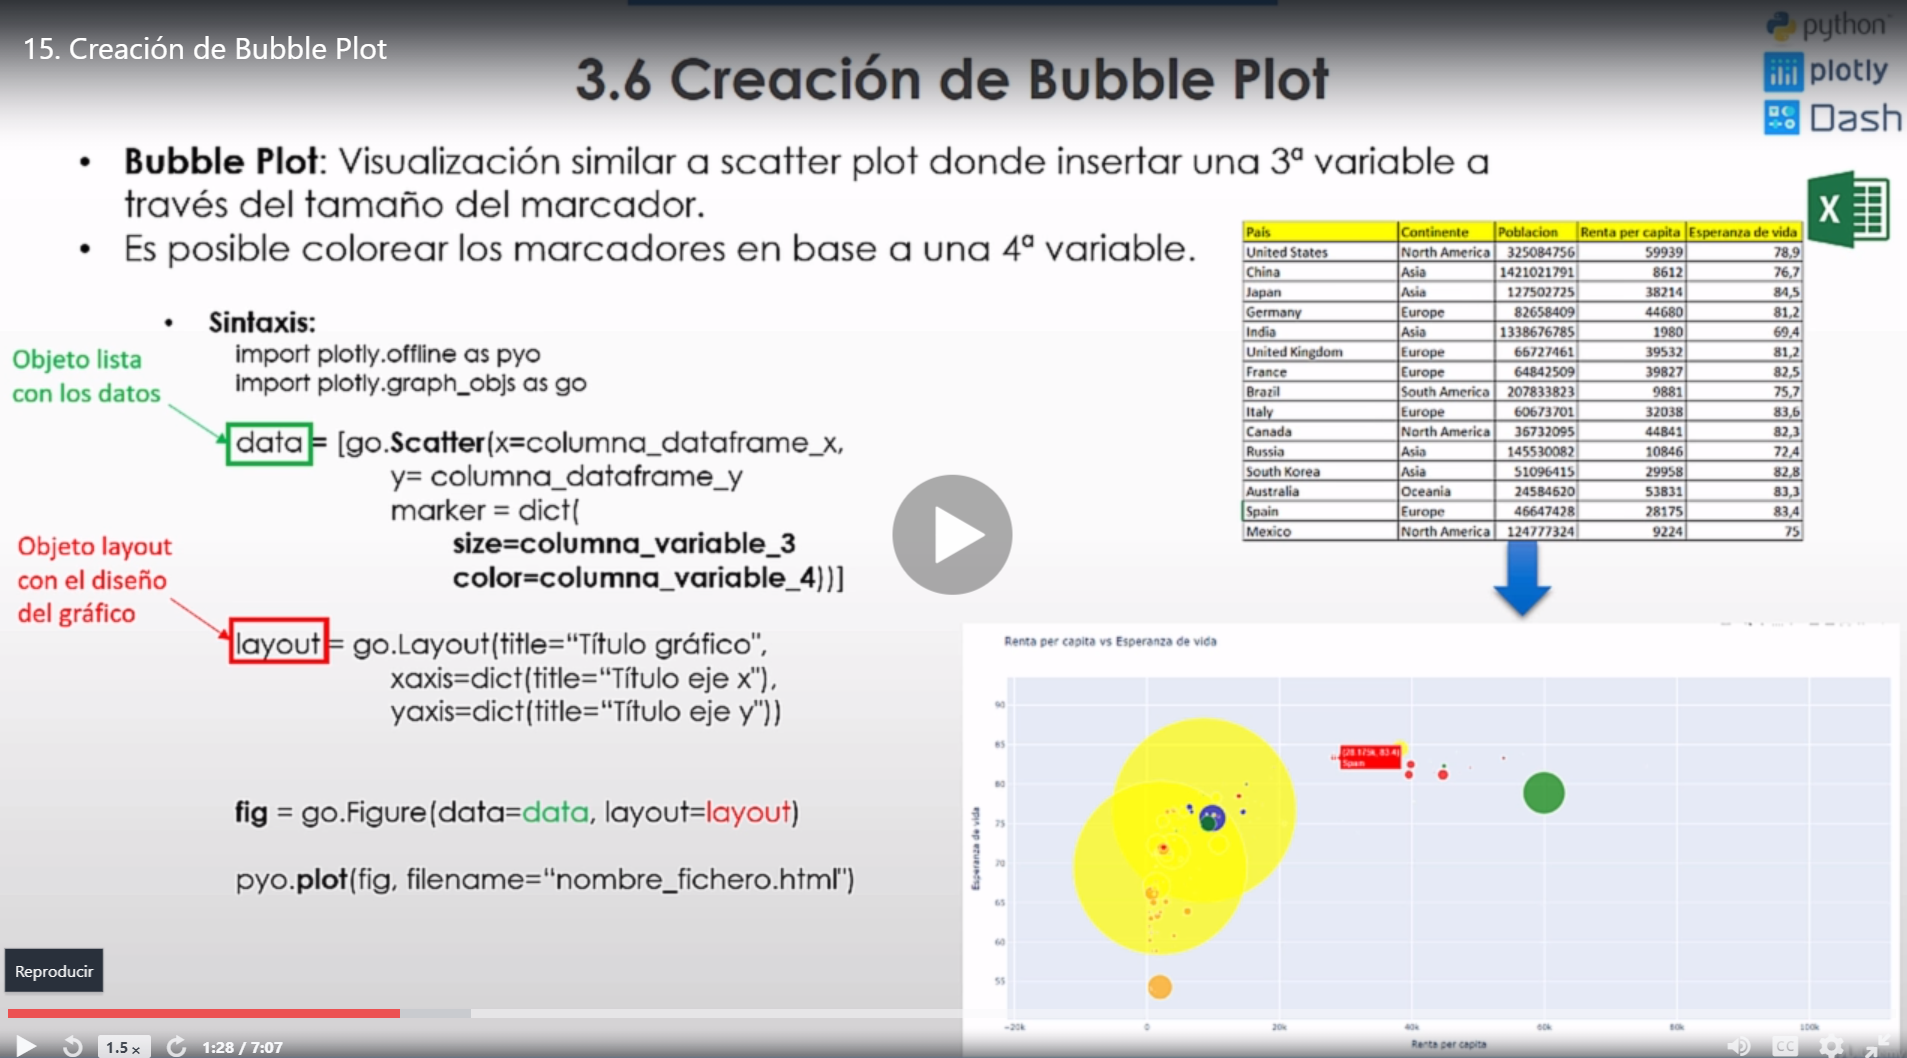 15. Creación de Bubble Plot
3.6 Creación de Bubble Plot
python
plotly
Dash
• Bubble Plot: Visualización similar a scatter plot donde insertar una 3ª variable a
través del tamaño del marcador.
• Es posible colorear los marcadores en base a una 4ª variable.
X
País Continente Poblacion Renta per capita Esperanza de vida
United States North America 325084756 59939 78,9
China Asia 1421021791 8612 76,7
Japan Asia 127502725 38214 84,5
Germany Europe 82658409 44680 81,2
India Asia 1338676785 1980 69,4
United Kingdom Europe 66727461 39532 81,2
France Europe 64842509 39827 82,5
Brazil South America 207833823 9881 75,7
Italy Europe 60673701 32038 83,6
Canada North America 36732095 44841 82,3
Russia Asia 145530082 10846 72,4
South Korea Asia 51096415 29958 82,8
Australia Oceania 24584620 53831 83,3
Spain Europe 46647428 28175 83,4
Mexico North America 124777324 9224 75
• Sintaxis:
import plotly.offline as pyo
import plotly.graph_objs as go
Objeto lista
con los datos
data = [go.Scatter(x=columna_dataframe_x,
y= columna_dataframe_y
marker = dict(
size=columna_variable_3
color=columna_variable_4))]
Objeto layout
con el diseño
del gráfico
layout = go.Layout(title=“Título gráfico",
xaxis=dict(title=“Título eje x"),
yaxis=dict(title=“Título eje y"))
fig = go.Figure(data=data, layout=layout)
pyo.plot(fig, filename=“nombre_fichero.html")
Renta per capita vs Esperanza de vida
90
85
80
75
70
65
60
55
Esperanza de vida
(28.175k, 83.4)
Spain
−20k 0 20k 40k 60k 80k 100k
Renta per capita
Reproducir
1.5 x
1:28 / 7:07
CC